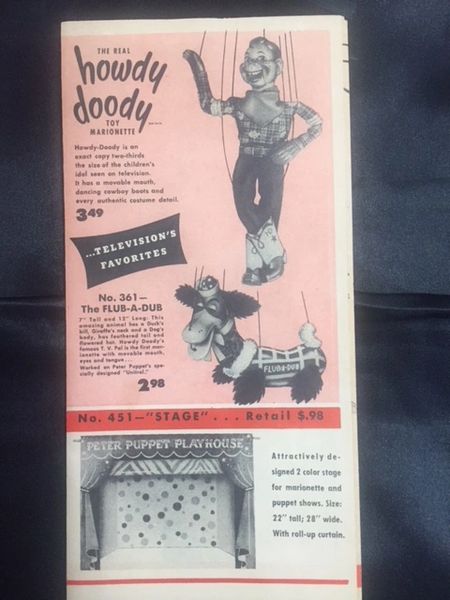 THE REAL
howdy
doody
TOY
MARIONETTE
Howdy-Doody is an
exact copy two-thirds
the size of the children's
idol seen on television.
It has a movable mouth,
dancing cowboy boots and
every authentic costume detail.
3 49
...TELEVISION'S
FAVORITES
No. 361—
The FLUB-A-DUB
7" Tall and 12" Long. This
amazing animal has a Duck's
bill, Giraffe's neck and a Dog's
body, has feathered tail and
flowered hat. Howdy Doody's
famous T. V. Pal is the first mar-
ionette with movable mouth,
eyes and tongue...
Worked on Peter Puppet's spe-
cially designed "Unitrol."
2 98
FLUB-A-DUB
No. 451—"STAGE" . . . Retail $.98
PETER PUPPET PLAYHOUSE
Attractively de-
signed 2 color stage
for marionette and
puppet shows. Size:
22" tall; 28" wide.
With roll-up curtain.